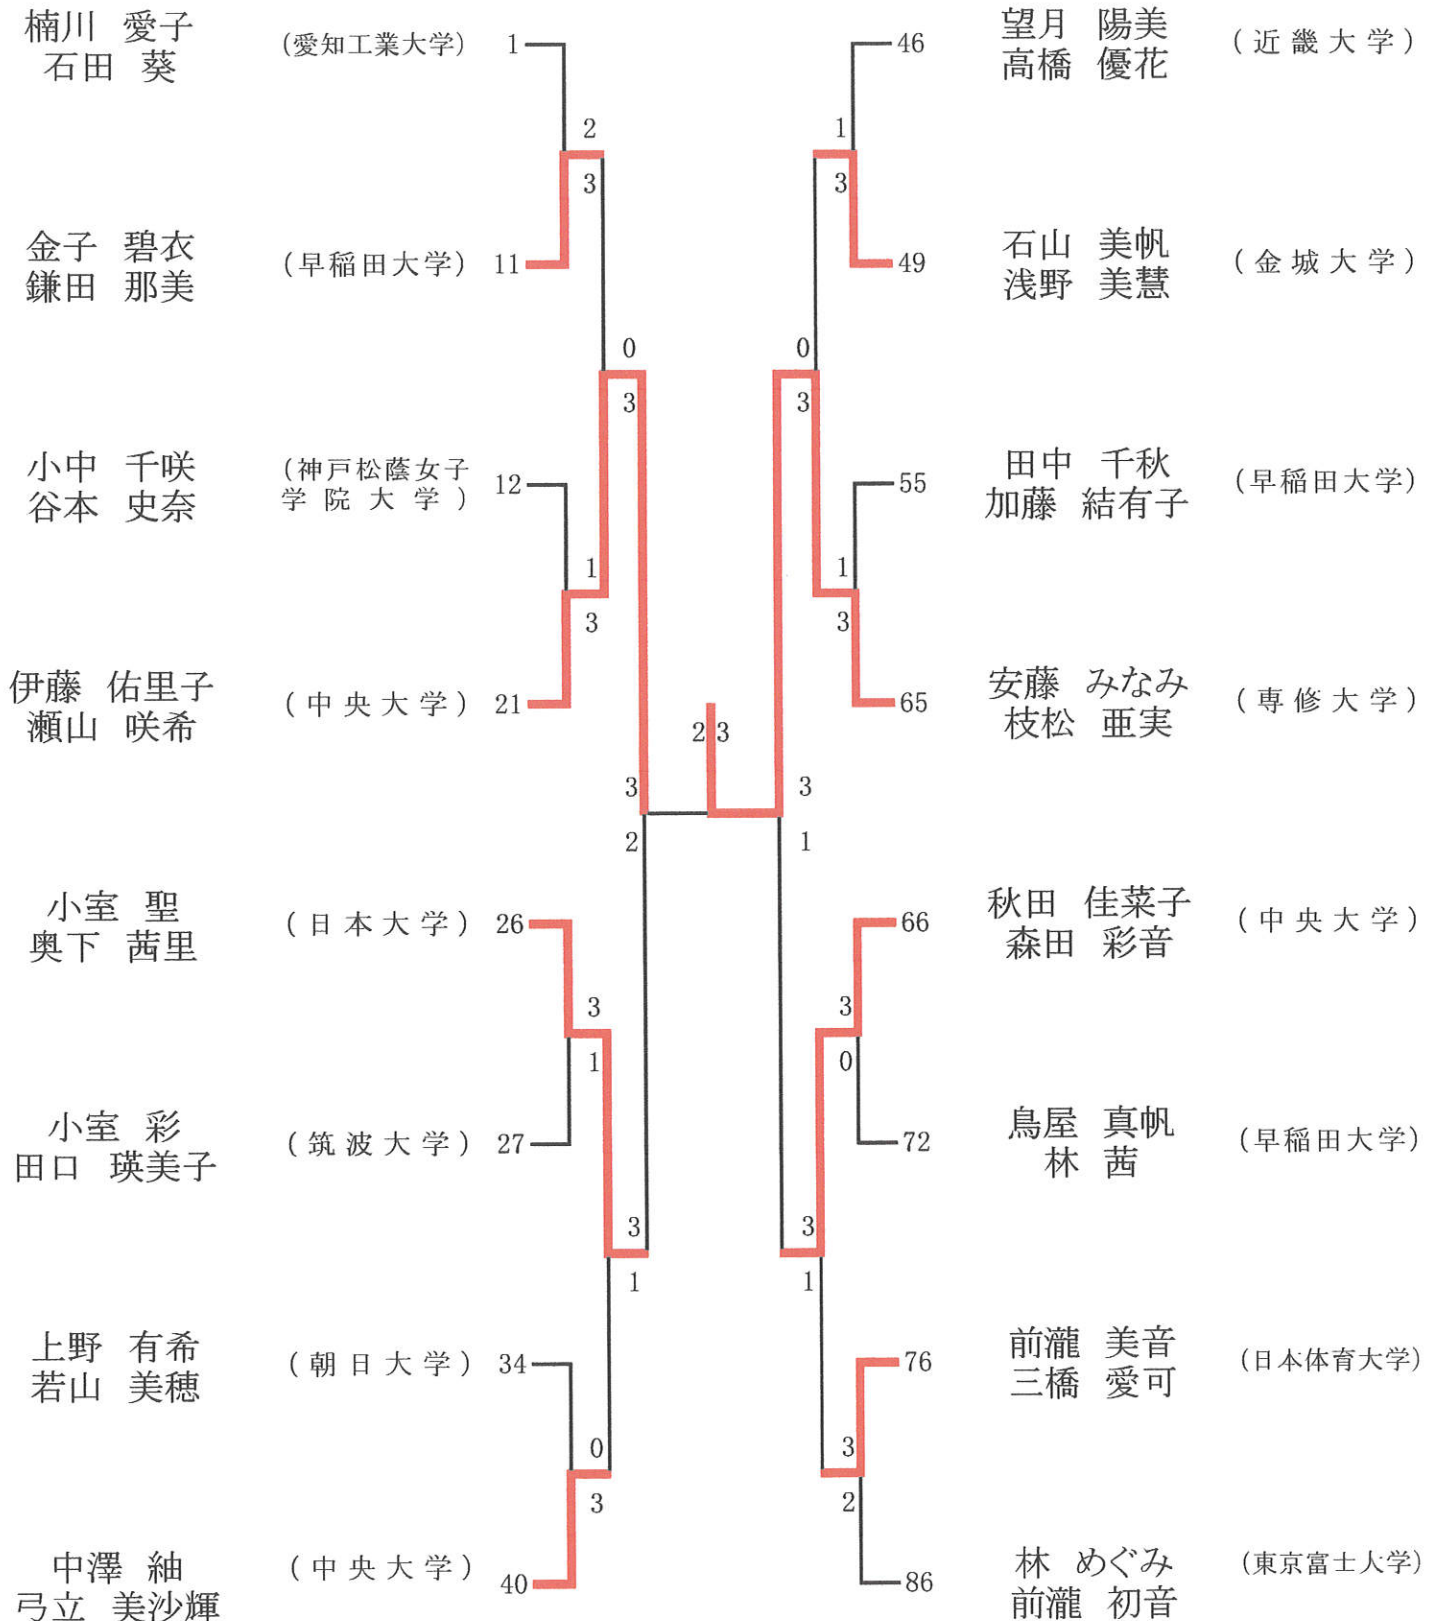 楠川 愛子
石田 葵
(愛知工業大学) 1
2
3
金子 碧衣
鎌田 那美
(早稲田大学) 11
0
3
小中 千咲
谷本 史奈
(神戸松蔭女子
学院大学) 12
1
3
伊藤 佑里子
瀬山 咲希
(中央大学) 21
3
2
小室 聖
奥下 茜里
(日本大学) 26
3
1
小室 彩
田口 瑛美子
(筑波大学) 27
3
1
上野 有希
若山 美穂
(朝日大学) 34
0
3
中澤 紬
弓立 美沙輝
(中央大学) 40
2 3
望月 陽美
高橋 優花
46 (近畿大学)
1
3
石山 美帆
浅野 美慧
49 (金城大学)
0
3
田中 千秋
加藤 結有子
55 (早稲田大学)
1
3
安藤 みなみ
枝松 亜実
65 (専修大学)
3
1
秋田 佳菜子
森田 彩音
66 (中央大学)
3
0
鳥屋 真帆
林 茜
72 (早稲田大学)
3
1
前瀧 美音
三橋 愛可
76 (日本体育大学)
3
2
林 めぐみ
前瀧 初音
86 (東京富士大学)